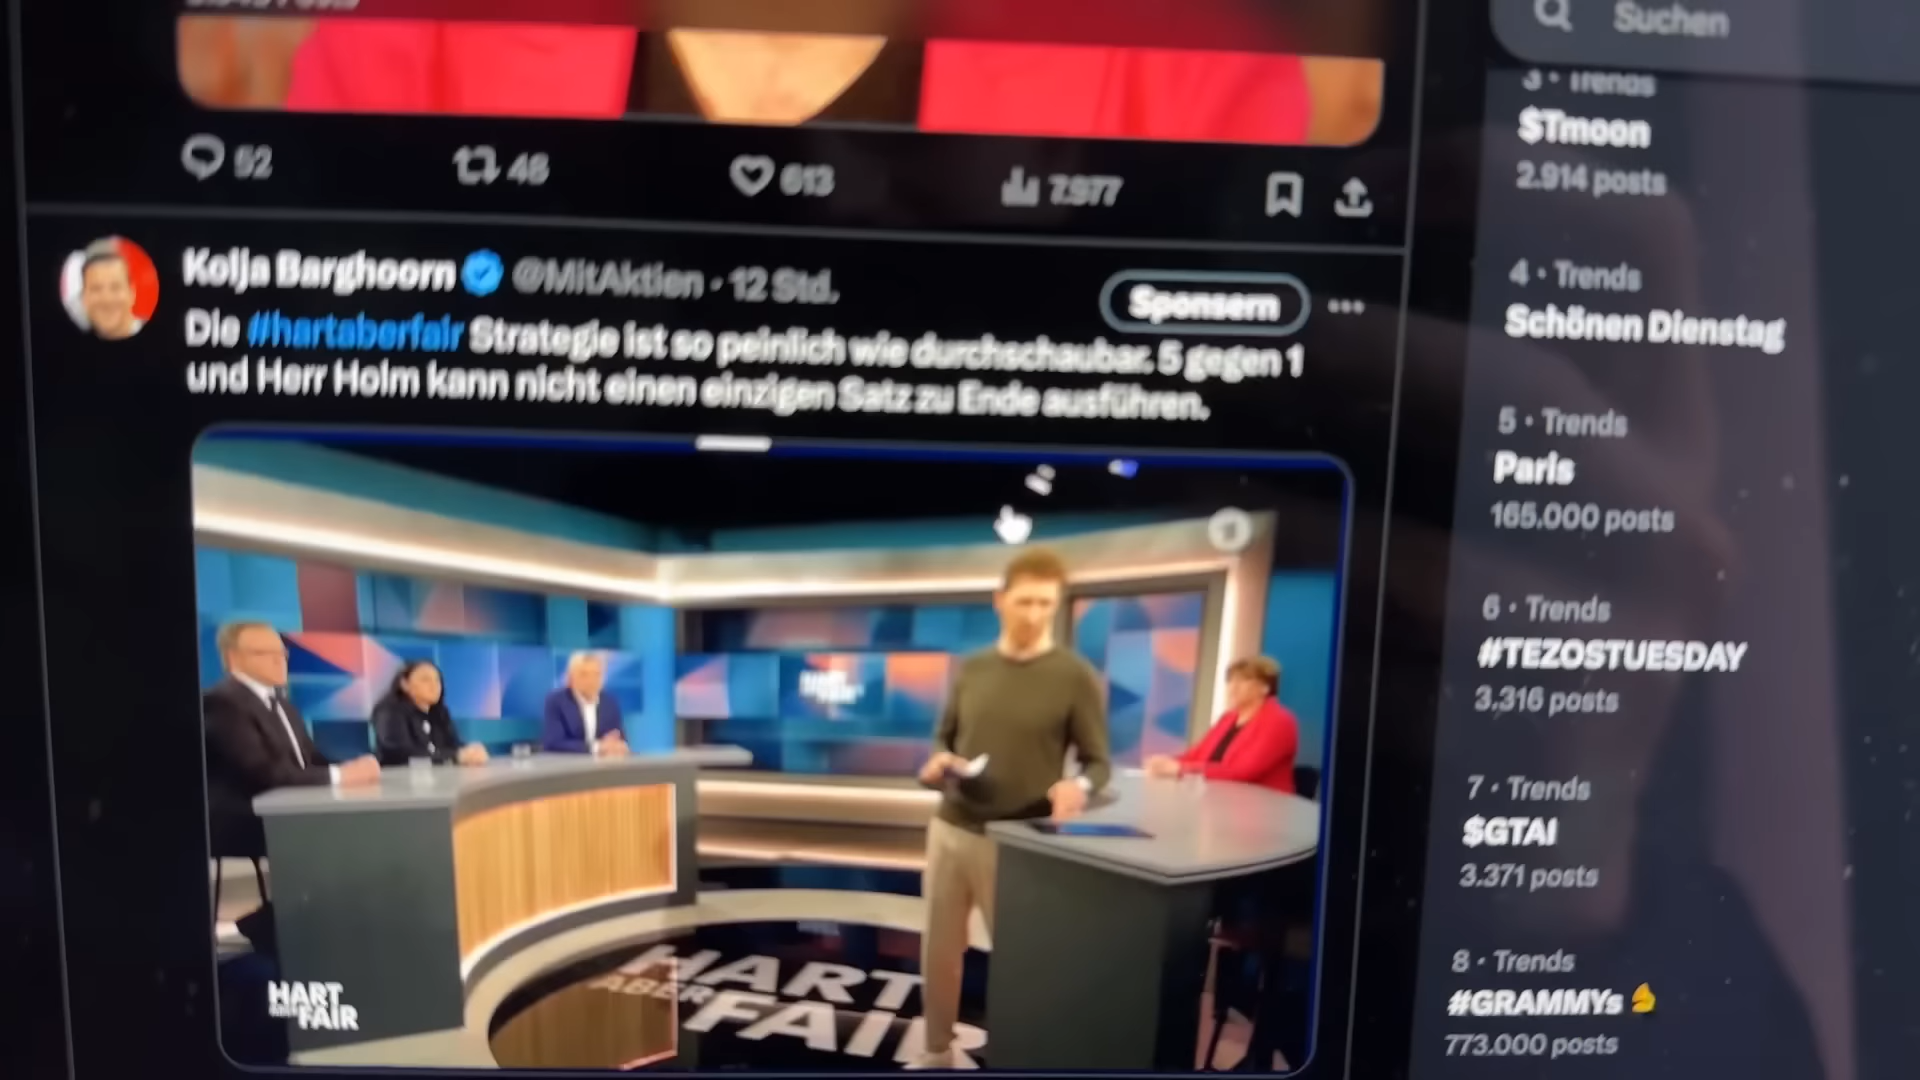 Suchen
52 48 613 7.977
3 · Trends
$Tmoon
2.914 posts
Kolja Barghoorn @MitAktien · 12 Std.
Sponsern
Die #hartaberfair Strategie ist so peinlich wie durchschaubar. 5 gegen 1
und Herr Holm kann nicht einen einzigen Satz zu Ende ausführen.
4 · Trends
Schönen Dienstag
5 · Trends
Paris
165.000 posts
6 · Trends
#TEZOSTUESDAY
3.316 posts
7 · Trends
$GTAI
3.371 posts
8 · Trends
#GRAMMYs
773.000 posts
HART
ABER
FAIR
HART
FAIR